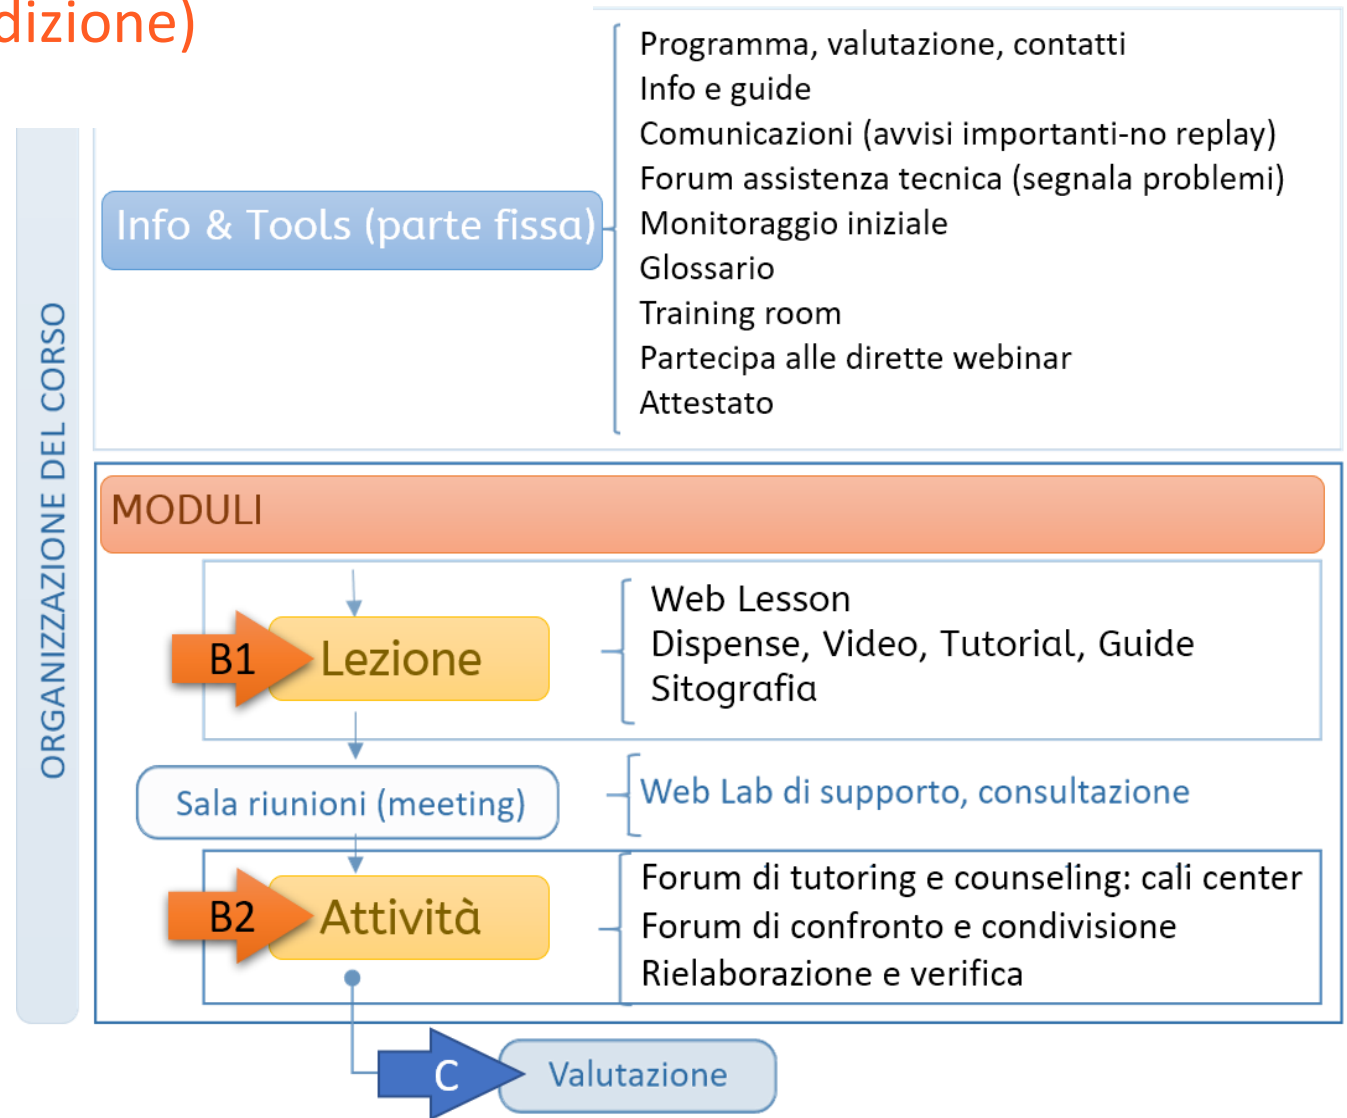 dizione)
Programma, valutazione, contatti
Info e guide
Comunicazioni (avvisi importanti-no replay)
Forum assistenza tecnica (segnala problemi)
Info & Tools (parte fissa)
Monitoraggio iniziale
Glossario
Training room
Partecipa alle dirette webinar
Attestato
ORGANIZZAZIONE DEL CORSO
MODULI
B1
Lezione
Web Lesson
Dispense, Video, Tutorial, Guide
Sitografia
Sala riunioni (meeting)
Web Lab di supporto, consultazione
B2
Attività
Forum di tutoring e counseling: cali center
Forum di confronto e condivisione
Rielaborazione e verifica
C
Valutazione